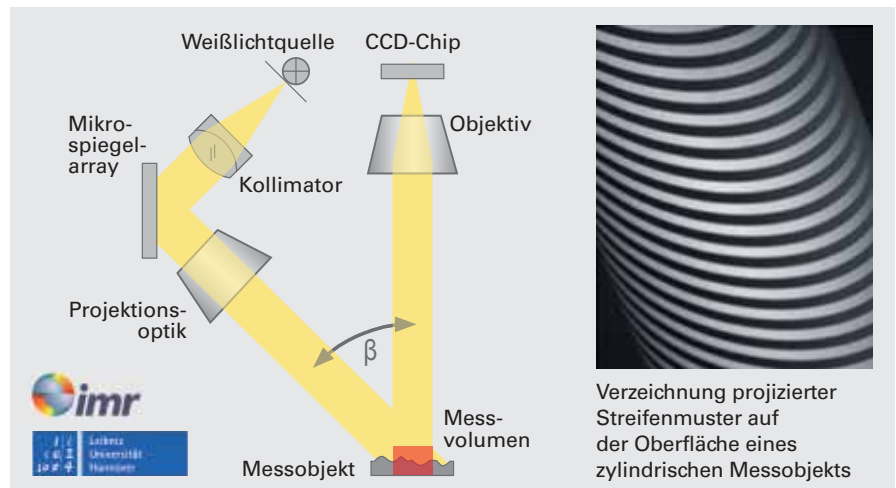 Weißlichtquelle
CCD-Chip
Mikro-
spiegel-
array
Objektiv
Kollimator
Projektions-
optik
β
Mess-
volumen
Messobjekt
imr
Leibniz
Universität
Hannover
Verzeichnung projizierter
Streifenmuster auf
der Oberfläche eines
zylindrischen Messobjekts